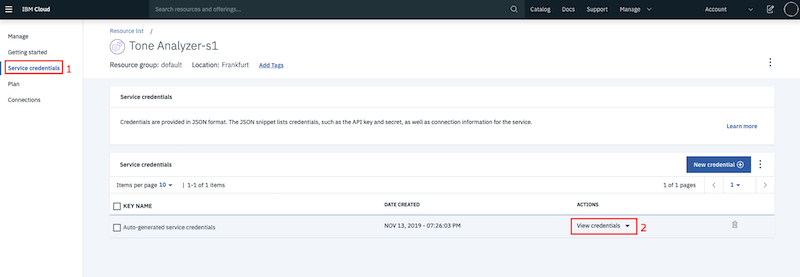 IBM Cloud
Search resources and offerings...
Catalog Docs Support Manage Account
Manage
Getting started
Service credentials 1
Plan
Connections
Resource list /
Tone Analyzer-s1
Resource group: default Location: Frankfurt Add Tags
Service credentials
Credentials are provided in JSON format. The JSON snippet lists credentials, such as the API key and secret, as well as connection information for the service.
Learn more
Service credentials
New credential
Items per page 10 | 1-1 of 1 items 1 of 1 pages 1
KEY NAME DATE CREATED ACTIONS
Auto-generated service credentials NOV 13, 2019 - 07:26:03 PM View credentials 2